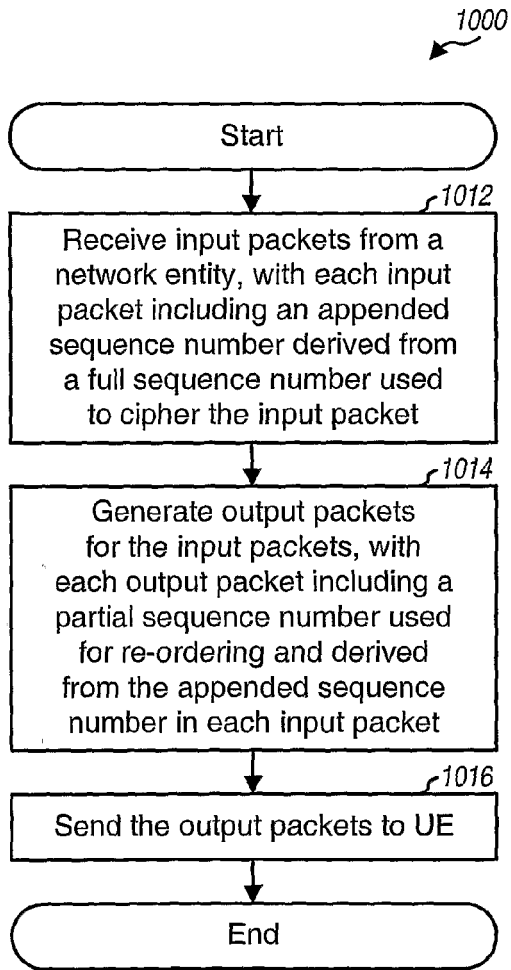 1000
Start
1012
Receive input packets from a
network entity, with each input
packet including an appended
sequence number derived from
a full sequence number used
to cipher the input packet
1014
Generate output packets
for the input packets, with
each output packet including a
partial sequence number used
for re-ordering and derived
from the appended sequence
number in each input packet
1016
Send the output packets to UE
End